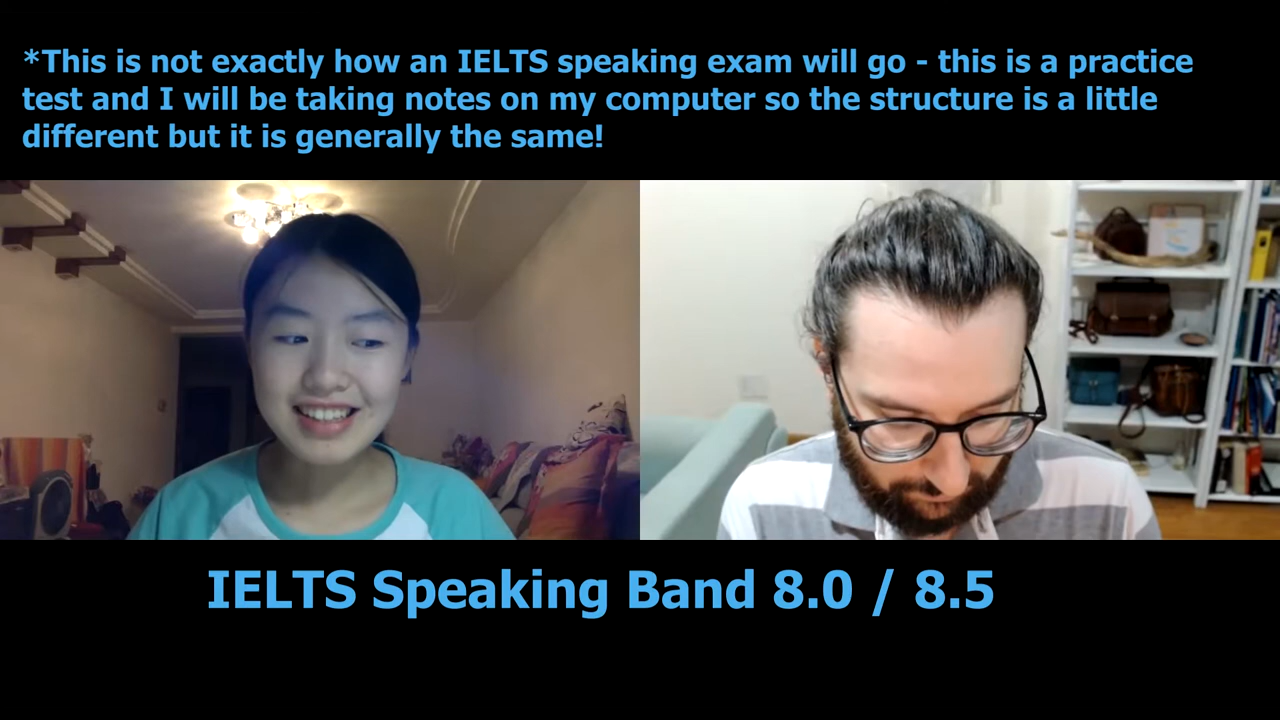 *This is not exactly how an IELTS speaking exam will go - this is a practice
test and I will be taking notes on my computer so the structure is a little
different but it is generally the same!
IELTS Speaking Band 8.0 / 8.5